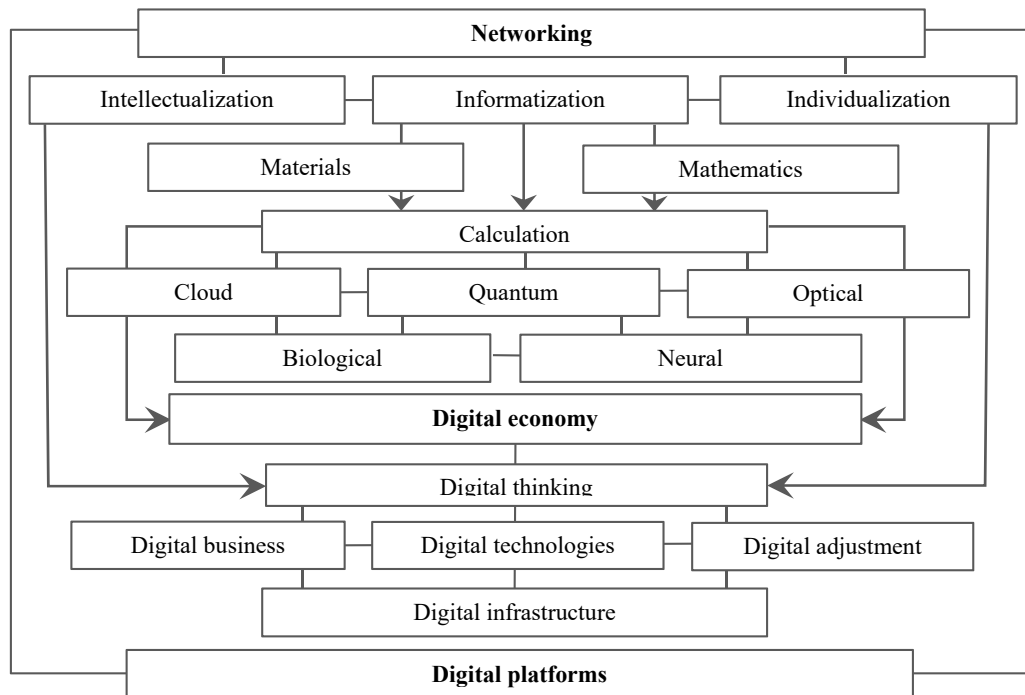 Networking
Intellectualization
Informatization
Individualization
Materials
Mathematics
Calculation
Cloud
Quantum
Optical
Biological
Neural
Digital economy
Digital thinking
Digital business
Digital technologies
Digital adjustment
Digital infrastructure
Digital platforms